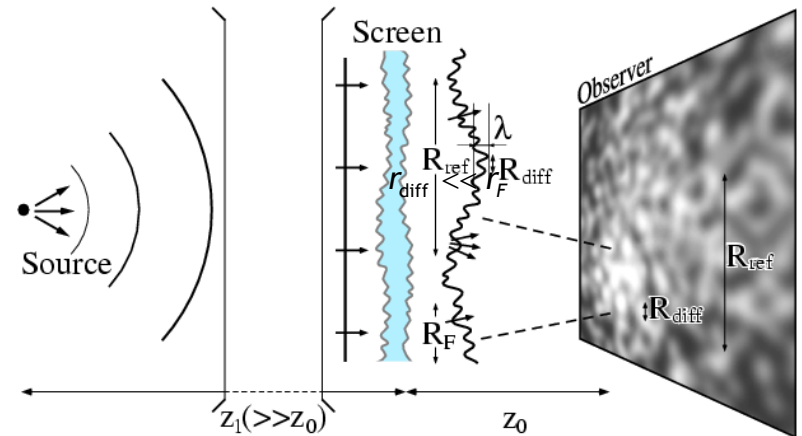 Screen
Observer
λ
R_ref
R_diff
r_diff << r_F
Source
R_ref
R_diff
R_F
z_1(>>z_0)
z_0